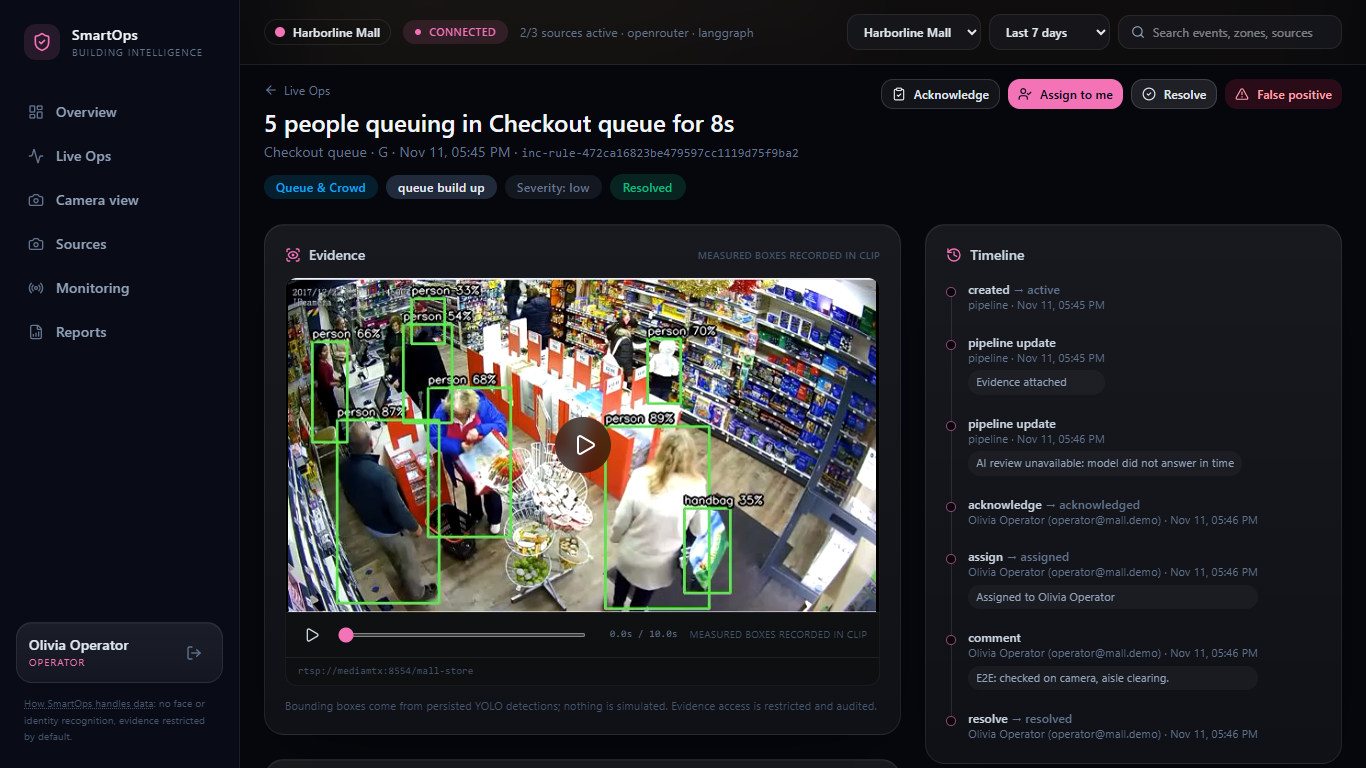 SmartOps
BUILDING INTELLIGENCE
Overview
Live Ops
Camera view
Sources
Monitoring
Reports
Olivia Operator
OPERATOR
How SmartOps handles data: no face or
identity recognition, evidence restricted
by default.
Harborline Mall
CONNECTED
2/3 sources active · openrouter · langgraph
Harborline Mall
Last 7 days
Search events, zones, sources
Live Ops
Acknowledge
Assign to me
Resolve
False positive
5 people queuing in Checkout queue for 8s
Checkout queue · G · Nov 11, 05:45 PM · inc-rule-472ca16823be479597cc1119d75f9ba2
Queue & Crowd
queue build up
Severity: low
Resolved
Evidence
MEASURED BOXES RECORDED IN CLIP
person 33%
person 54%
person 66%
person 70%
person 68%
person 87%
person 89%
handbag 35%
0.0s / 10.0s
MEASURED BOXES RECORDED IN CLIP
rtsp://mediamtx:8554/mall-store
Bounding boxes come from persisted YOLO detections; nothing is simulated. Evidence access is restricted and audited.
Timeline
created → active
pipeline · Nov 11, 05:45 PM
pipeline update
pipeline · Nov 11, 05:45 PM
Evidence attached
pipeline update
pipeline · Nov 11, 05:46 PM
AI review unavailable: model did not answer in time
acknowledge → acknowledged
Olivia Operator (operator@mall.demo) · Nov 11, 05:46 PM
assign → assigned
Olivia Operator (operator@mall.demo) · Nov 11, 05:46 PM
Assigned to Olivia Operator
comment
Olivia Operator (operator@mall.demo) · Nov 11, 05:46 PM
E2E: checked on camera, aisle clearing.
resolve → resolved
Olivia Operator (operator@mall.demo) · Nov 11, 05:46 PM